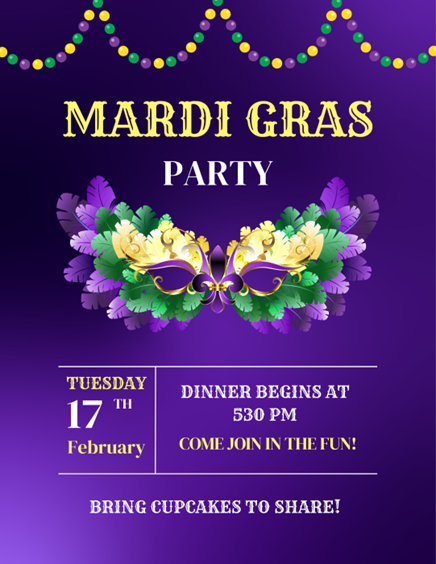 MARDI GRAS
PARTY
TUESDAY
17 TH
February
DINNER BEGINS AT
530 PM
COME JOIN IN THE FUN!
BRING CUPCAKES TO SHARE!